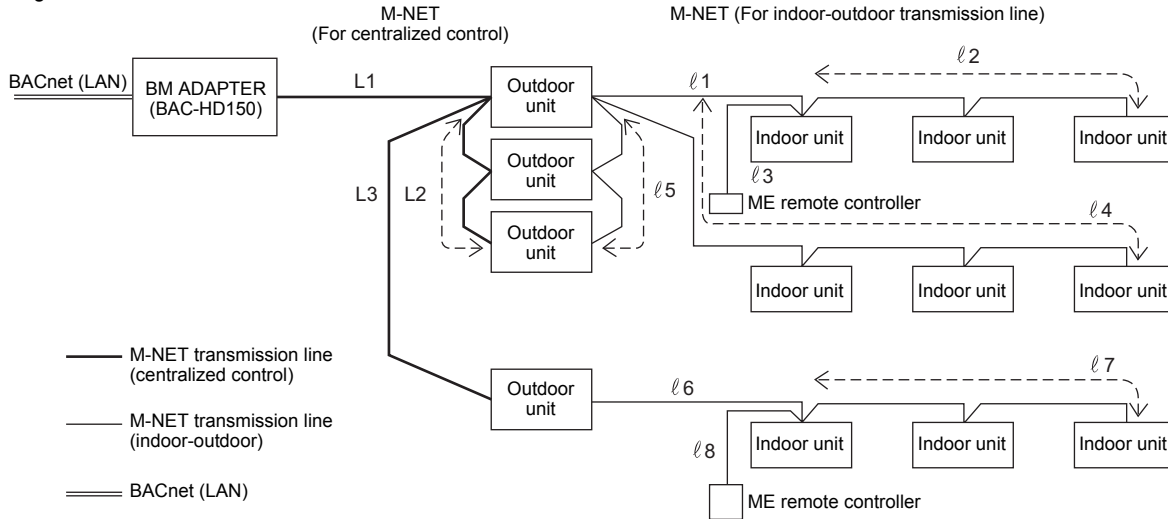 M-NET
(For centralized control)
M-NET (For indoor-outdoor transmission line)
BACnet (LAN)
BM ADAPTER
(BAC-HD150)
L1
Outdoor
unit
ℓ1
ℓ2
Indoor unit
Indoor unit
Indoor unit
Outdoor
unit
L3
L2
ℓ5
ℓ3
ME remote controller
ℓ4
Outdoor
unit
Indoor unit
Indoor unit
Indoor unit
M-NET transmission line
(centralized control)
Outdoor
unit
ℓ6
ℓ7
M-NET transmission line
(indoor-outdoor)
ℓ8
Indoor unit
Indoor unit
Indoor unit
BACnet (LAN)
ME remote controller